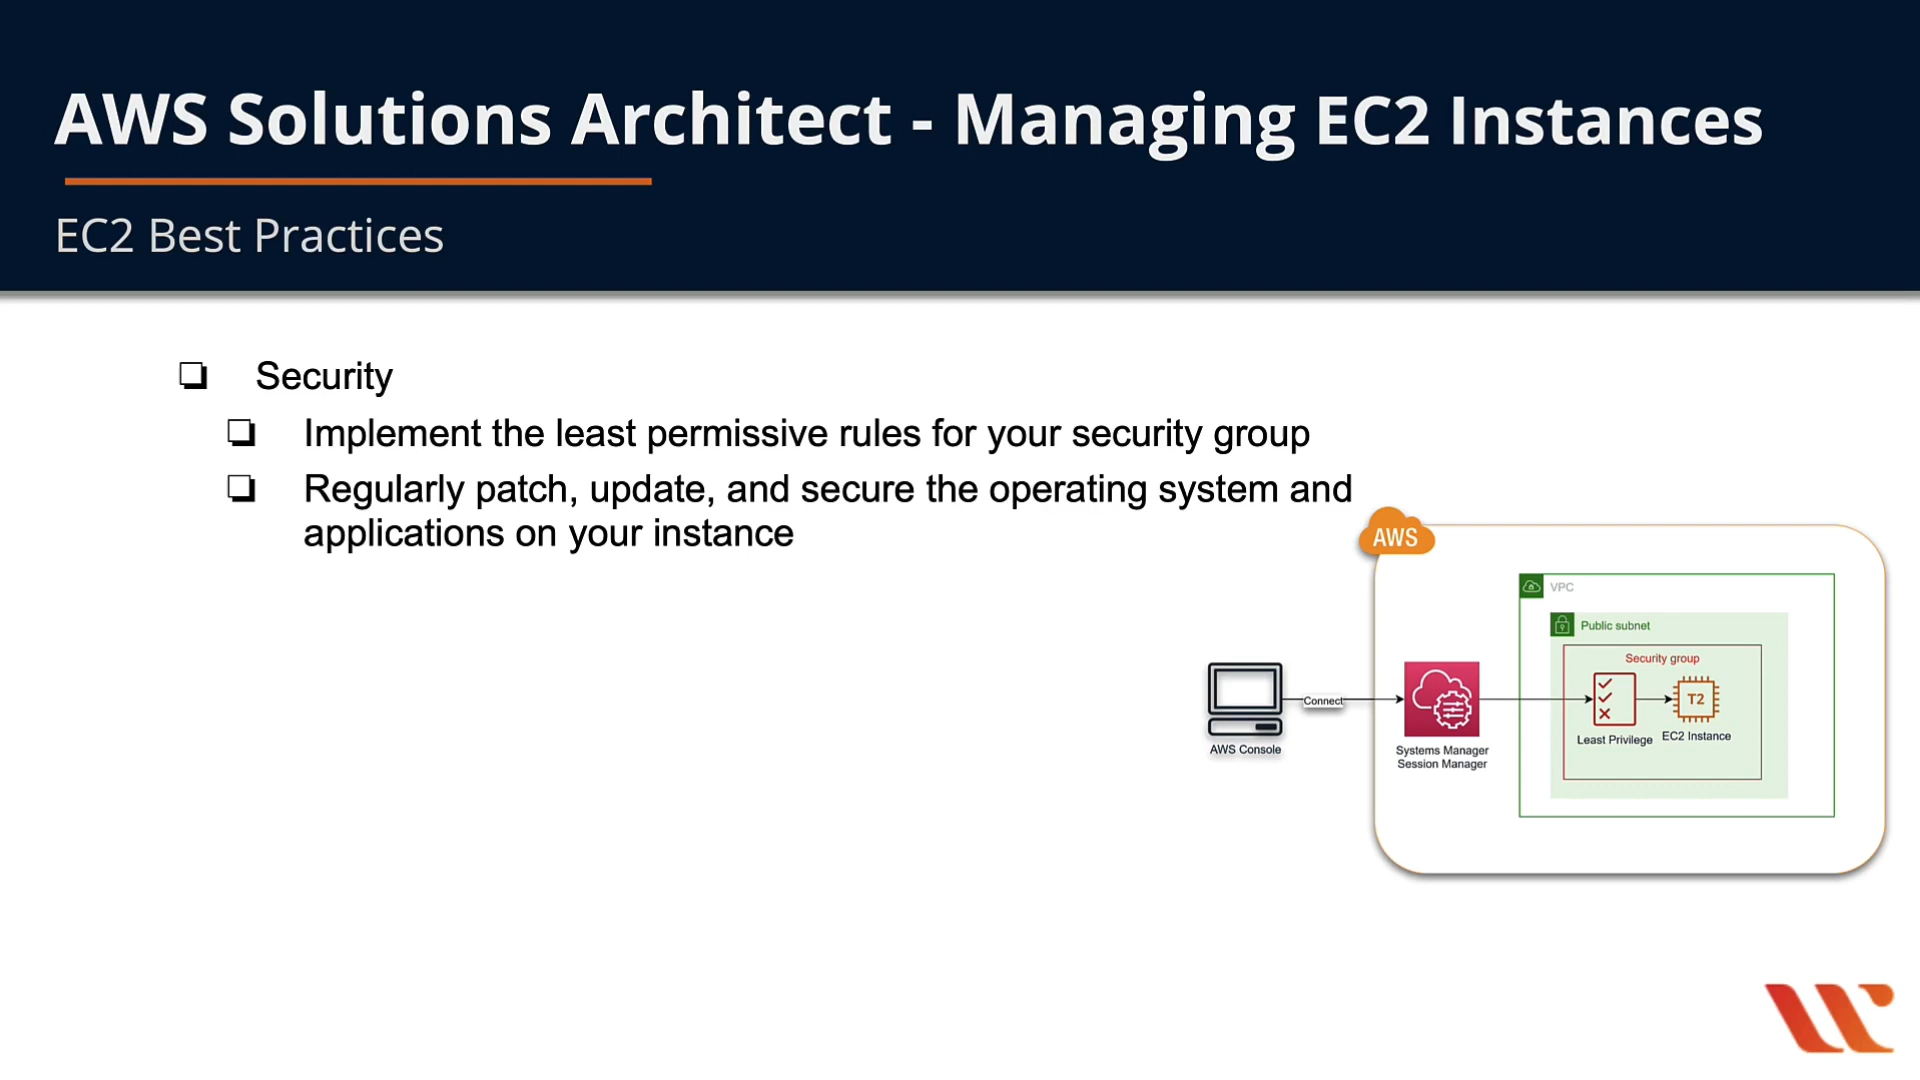 AWS Solutions Architect - Managing EC2 Instances
EC2 Best Practices
❏ Security
❏ Implement the least permissive rules for your security group
❏ Regularly patch, update, and secure the operating system and
applications on your instance
AWS
VPC
Public subnet
Security group
T2
Connect
Least Privilege
EC2 Instance
AWS Console
Systems Manager
Session Manager